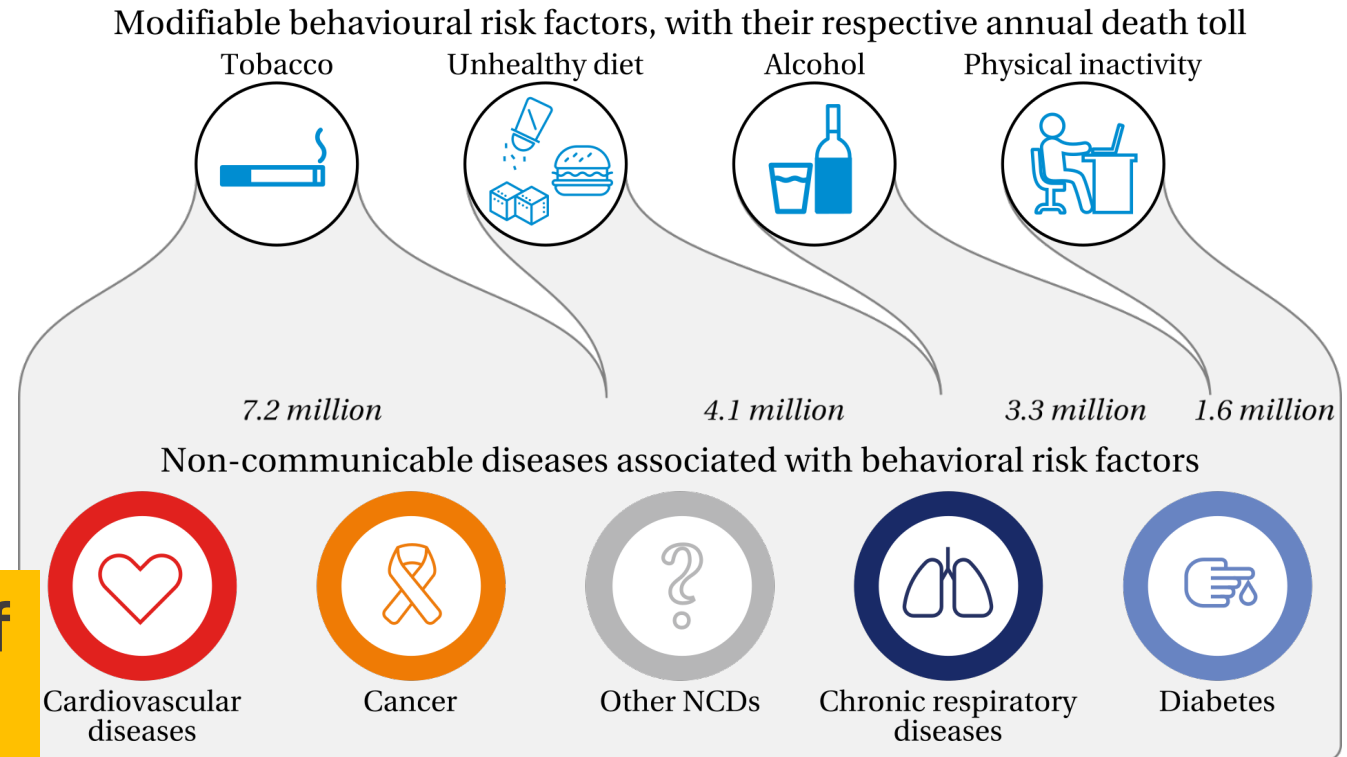 Modifiable behavioural risk factors, with their respective annual death toll
Tobacco
Unhealthy diet
Alcohol
Physical inactivity
7.2 million
4.1 million
3.3 million
1.6 million
Non-communicable diseases associated with behavioral risk factors
f
Cardiovascular
diseases
Cancer
Other NCDs
Chronic respiratory
diseases
Diabetes